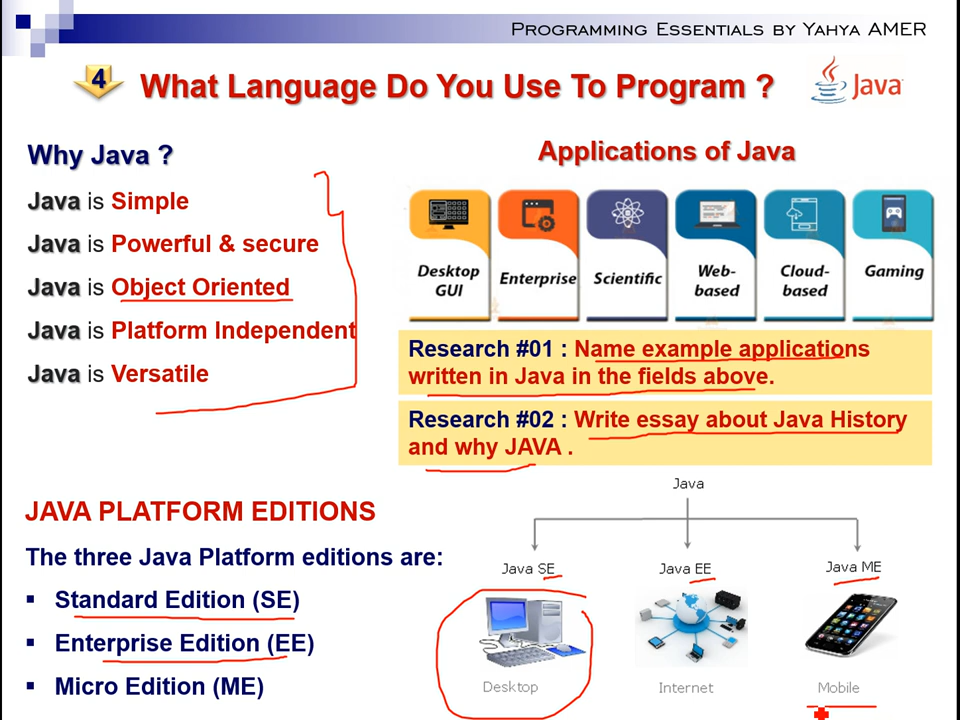 Programming Essentials by Yahya AMER
4
What Language Do You Use To Program ?
Java
Why Java ?
Java is Simple
Java is Powerful & secure
Java is Object Oriented
Java is Platform Independent
Java is Versatile
Applications of Java
Desktop GUI
Enterprise
Scientific
Web-based
Cloud-based
Gaming
Research #01 : Name example applications
written in Java in the fields above.
Research #02 : Write essay about Java History
and why JAVA .
JAVA PLATFORM EDITIONS
The three Java Platform editions are:
Standard Edition (SE)
Enterprise Edition (EE)
Micro Edition (ME)
Java
Java SE
Java EE
Java ME
Desktop
Internet
Mobile